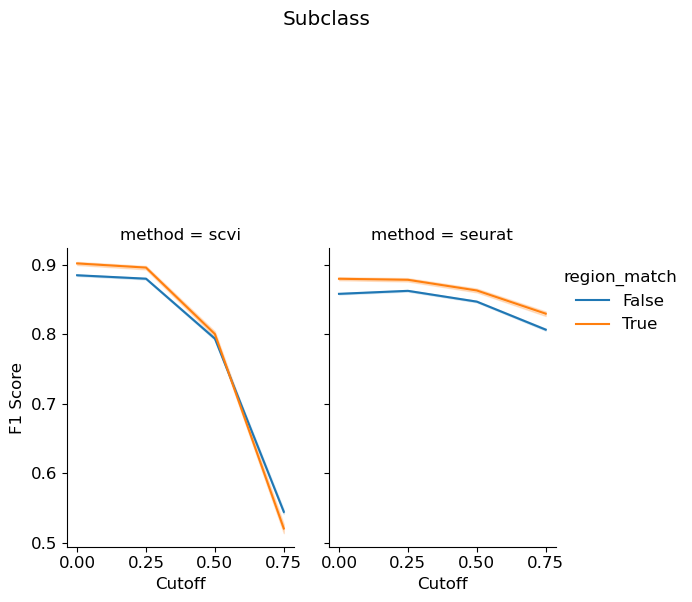 Subclass
method = scvi
method = seurat
0.9
0.8
0.7
0.6
0.5
F1 Score
0.00 0.25 0.50 0.75
0.00 0.25 0.50 0.75
Cutoff
Cutoff
region_match
False
True